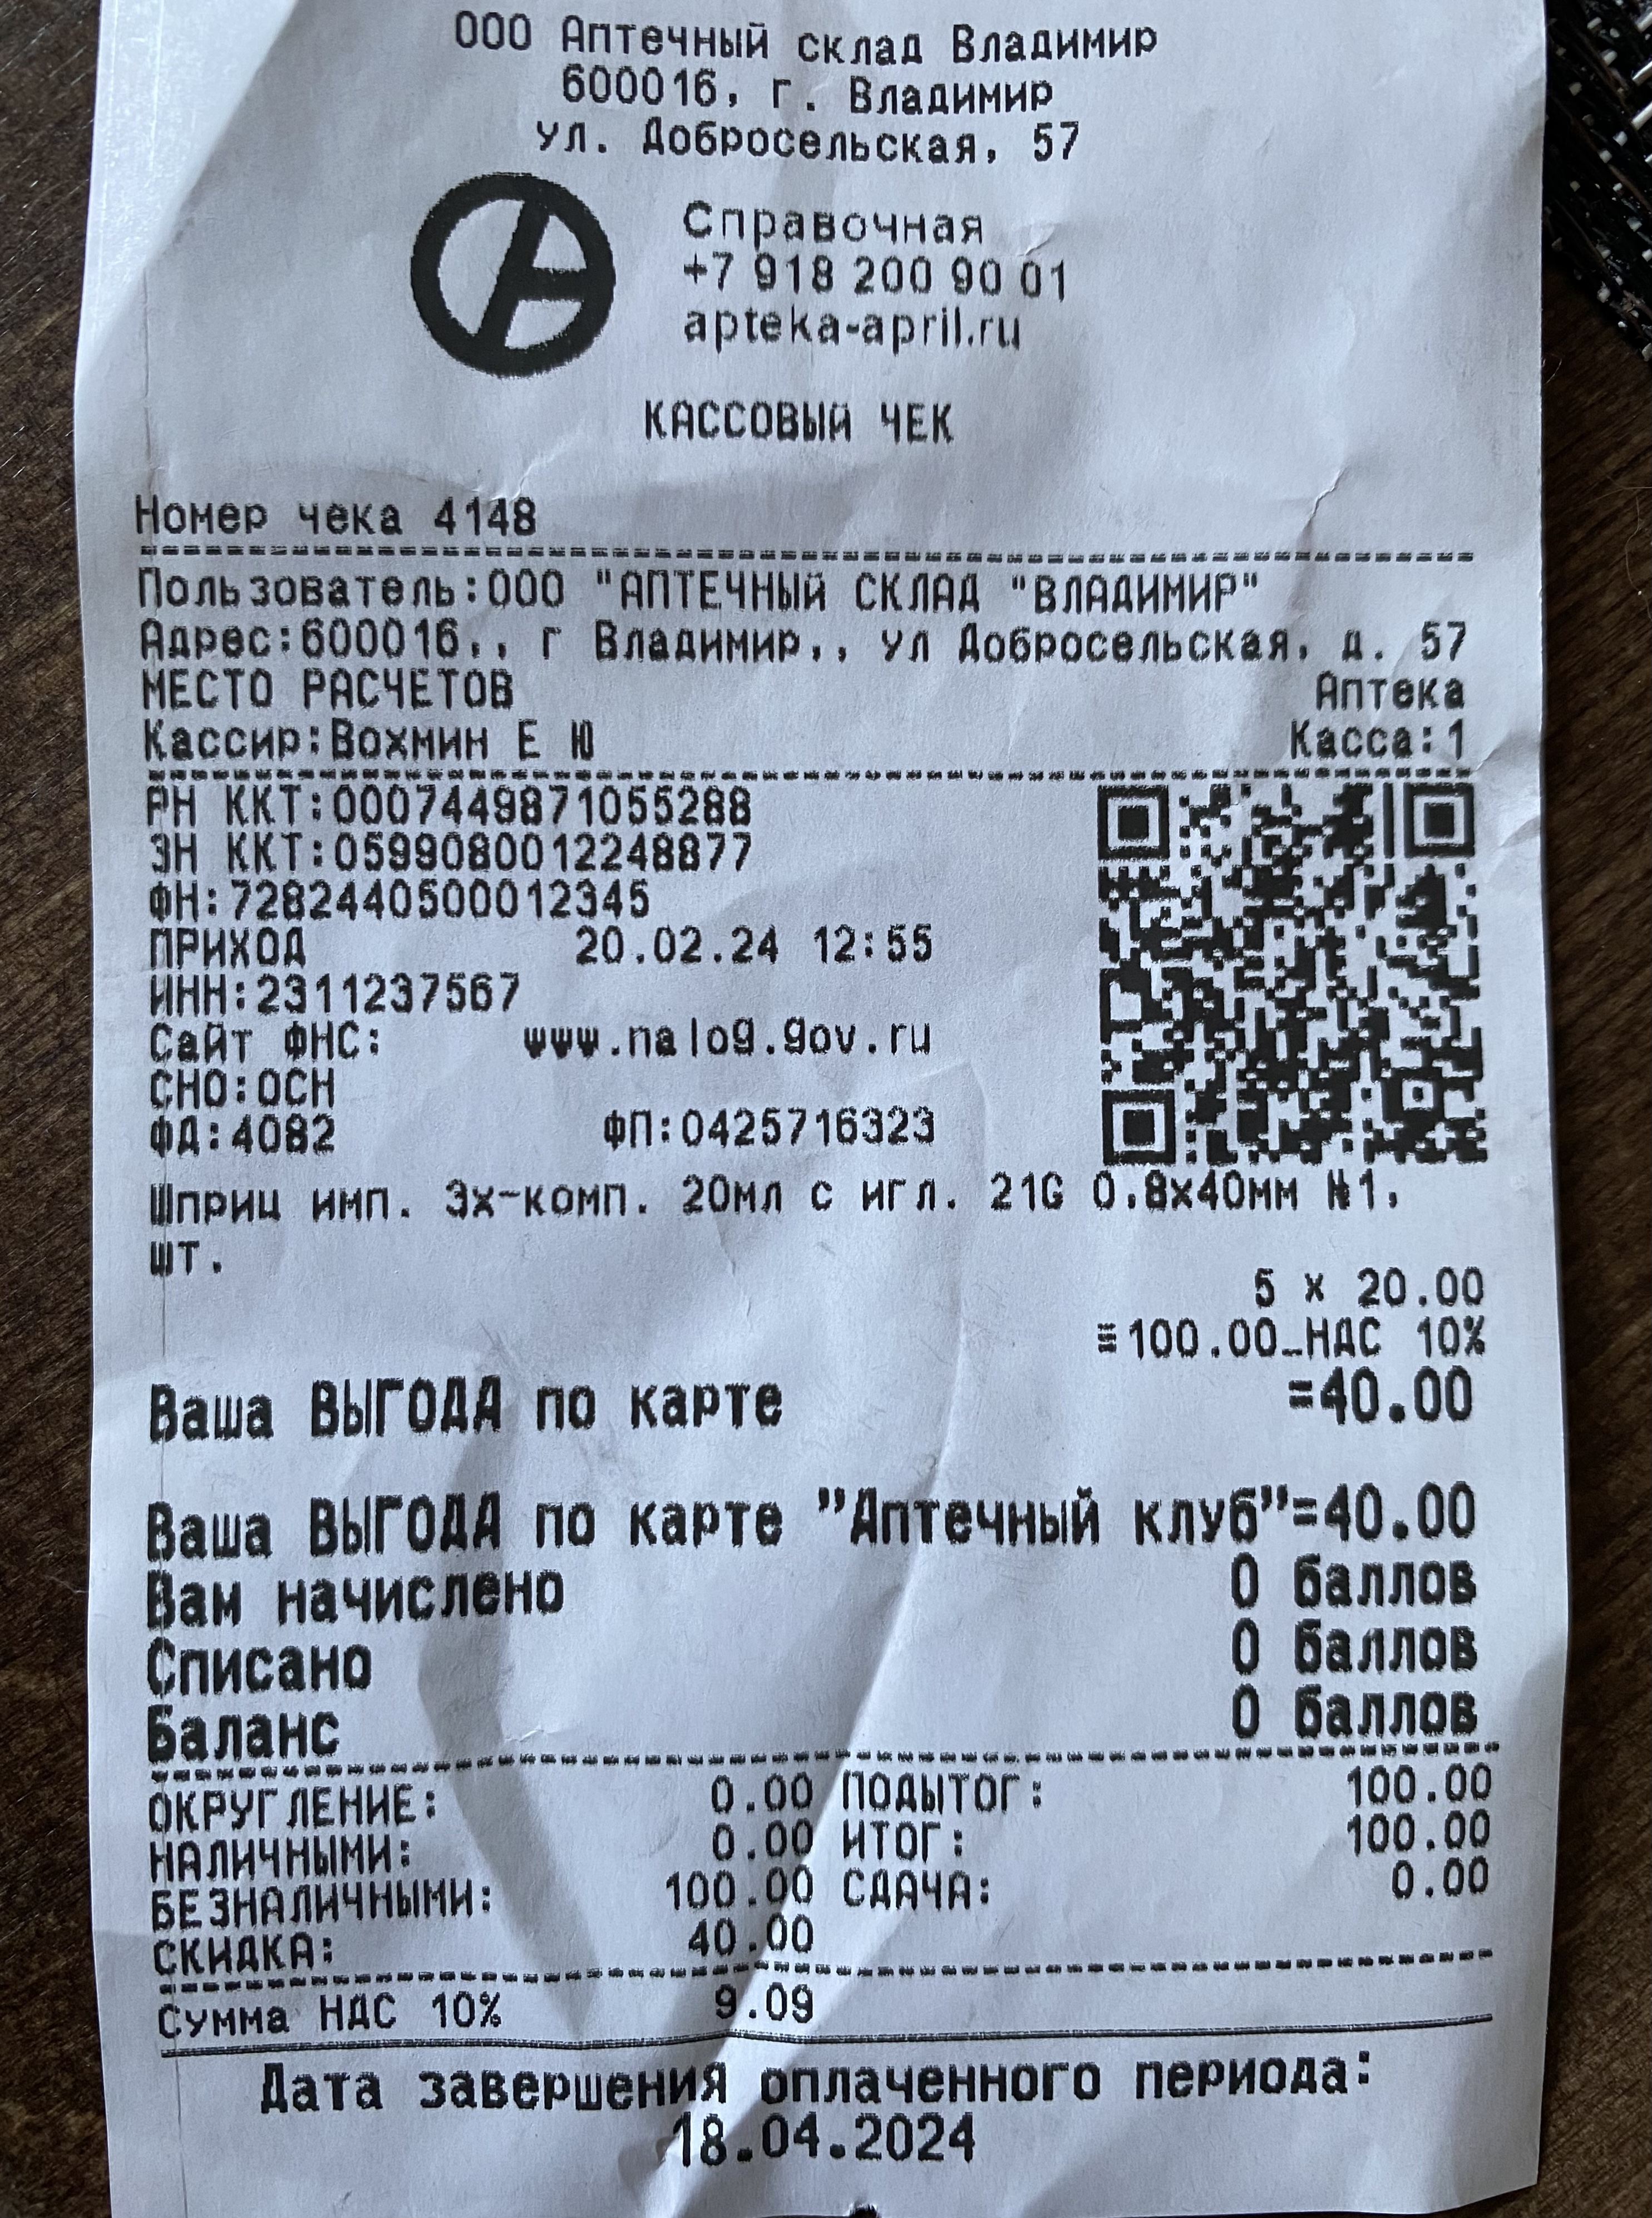 ООО Аптечный склад Владимир
600016, г. Владимир
ул. Добросельская, 57
Справочная
+7 918 200 90 01
apteka-april.ru
КАССОВЫЙ ЧЕК
Номер чека 4148
Пользователь:ООО "АПТЕЧНЫЙ СКЛАД "ВЛАДИМИР"
Адрес:600016,, г Владимир,, ул Добросельская, д. 57
МЕСТО РАСЧЕТОВ Аптека
Кассир:Вохмин Е Ю Касса:1
РН ККТ:0007449871055288
ЗН ККТ:0599080012248877
ФН:7282440500012345
ПРИХОД 20.02.24 12:55
ИНН:2311237567
Сайт ФНС: www.nalog.gov.ru
СНО:ОСН
ФД:4082 ФП:0425716323
Шприц имп. 3х-комп. 20мл с игл. 21G 0.8х40мм №1,
шт.
5 x 20.00
≡100.00_НДС 10%
Ваша ВЫГОДА по карте =40.00
Ваша ВЫГОДА по карте "Аптечный клуб"=40.00
Вам начислено 0 баллов
Списано 0 баллов
Баланс 0 баллов
ОКРУГЛЕНИЕ: 0.00 ПОДЫТОГ: 100.00
НАЛИЧНЫМИ: 0.00 ИТОГ: 100.00
БЕЗНАЛИЧНЫМИ: 100.00 СДАЧА: 0.00
СКИДКА: 40.00
Сумма НДС 10% 9.09
Дата завершения оплаченного периода:
18.04.2024